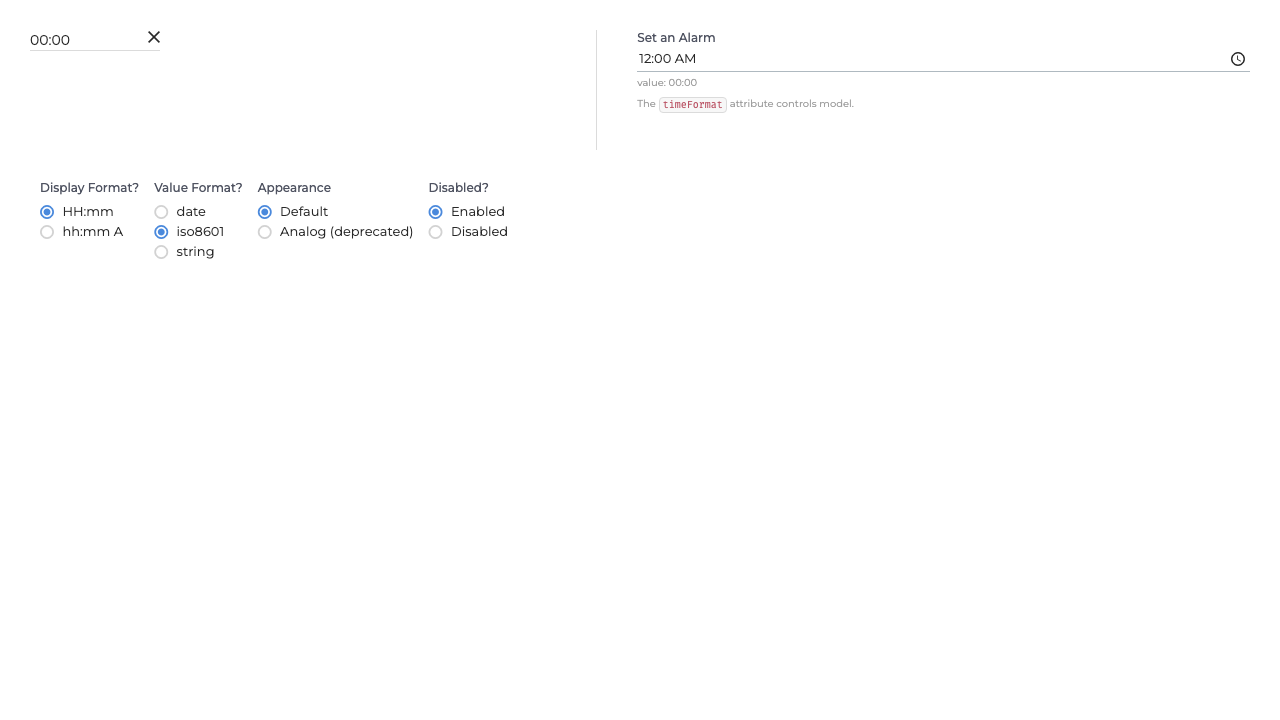 00:00
Set an Alarm
12:00 AM
value: 00:00
The timeFormat attribute controls model.
Display Format?
HH:mm
hh:mm A
Value Format?
date
iso8601
string
Appearance
Default
Analog (deprecated)
Disabled?
Enabled
Disabled